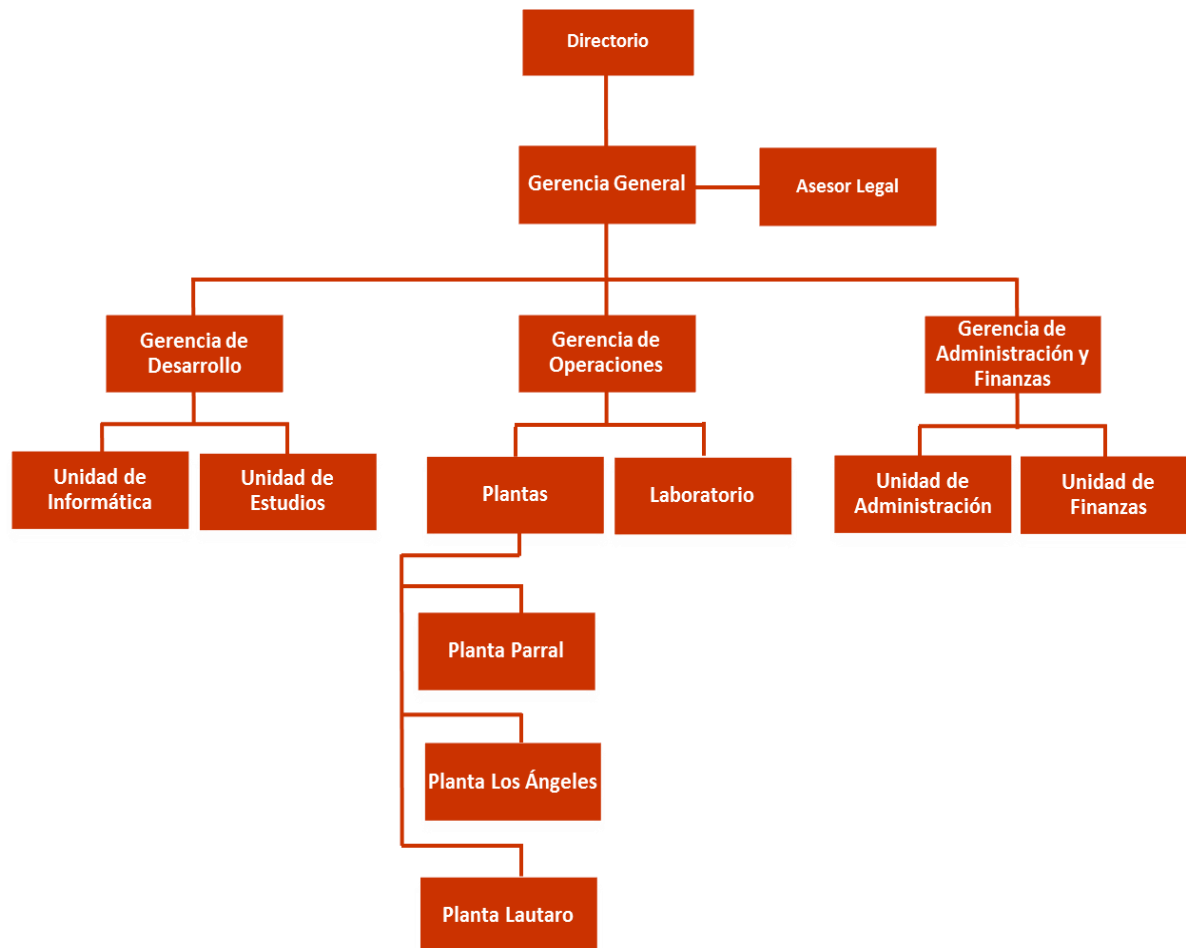 Directorio
Gerencia General
Asesor Legal
Gerencia de
Desarrollo
Gerencia de
Operaciones
Gerencia de
Administración y
Finanzas
Unidad de
Informática
Unidad de
Estudios
Plantas
Laboratorio
Unidad de
Administración
Unidad de
Finanzas
Planta Parral
Planta Los Ángeles
Planta Lautaro